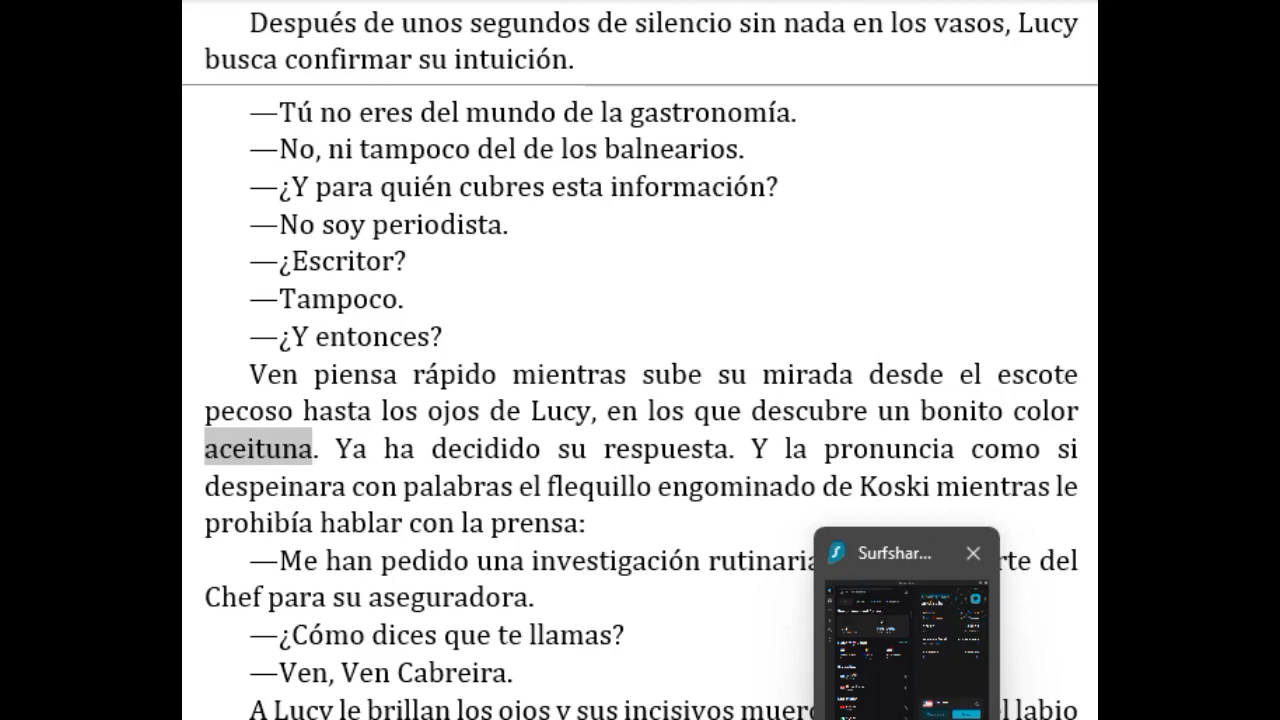 Después de unos segundos de silencio sin nada en los vasos, Lucy
busca confirmar su intuición.
—Tú no eres del mundo de la gastronomía.
—No, ni tampoco del de los balnearios.
—¿Y para quién cubres esta información?
—No soy periodista.
—¿Escritor?
—Tampoco.
—¿Y entonces?
Ven piensa rápido mientras sube su mirada desde el escote
pecoso hasta los ojos de Lucy, en los que descubre un bonito color
aceituna. Ya ha decidido su respuesta. Y la pronuncia como si
despeinara con palabras el flequillo engominado de Koski mientras le
prohibía hablar con la prensa:
—Me han pedido una investigación rutinaria rte del
Chef para su aseguradora.
—¿Cómo dices que te llamas?
—Ven, Ven Cabreira.
A Lucy le brillan los ojos y sus incisivos muer l labio
Surfshar...